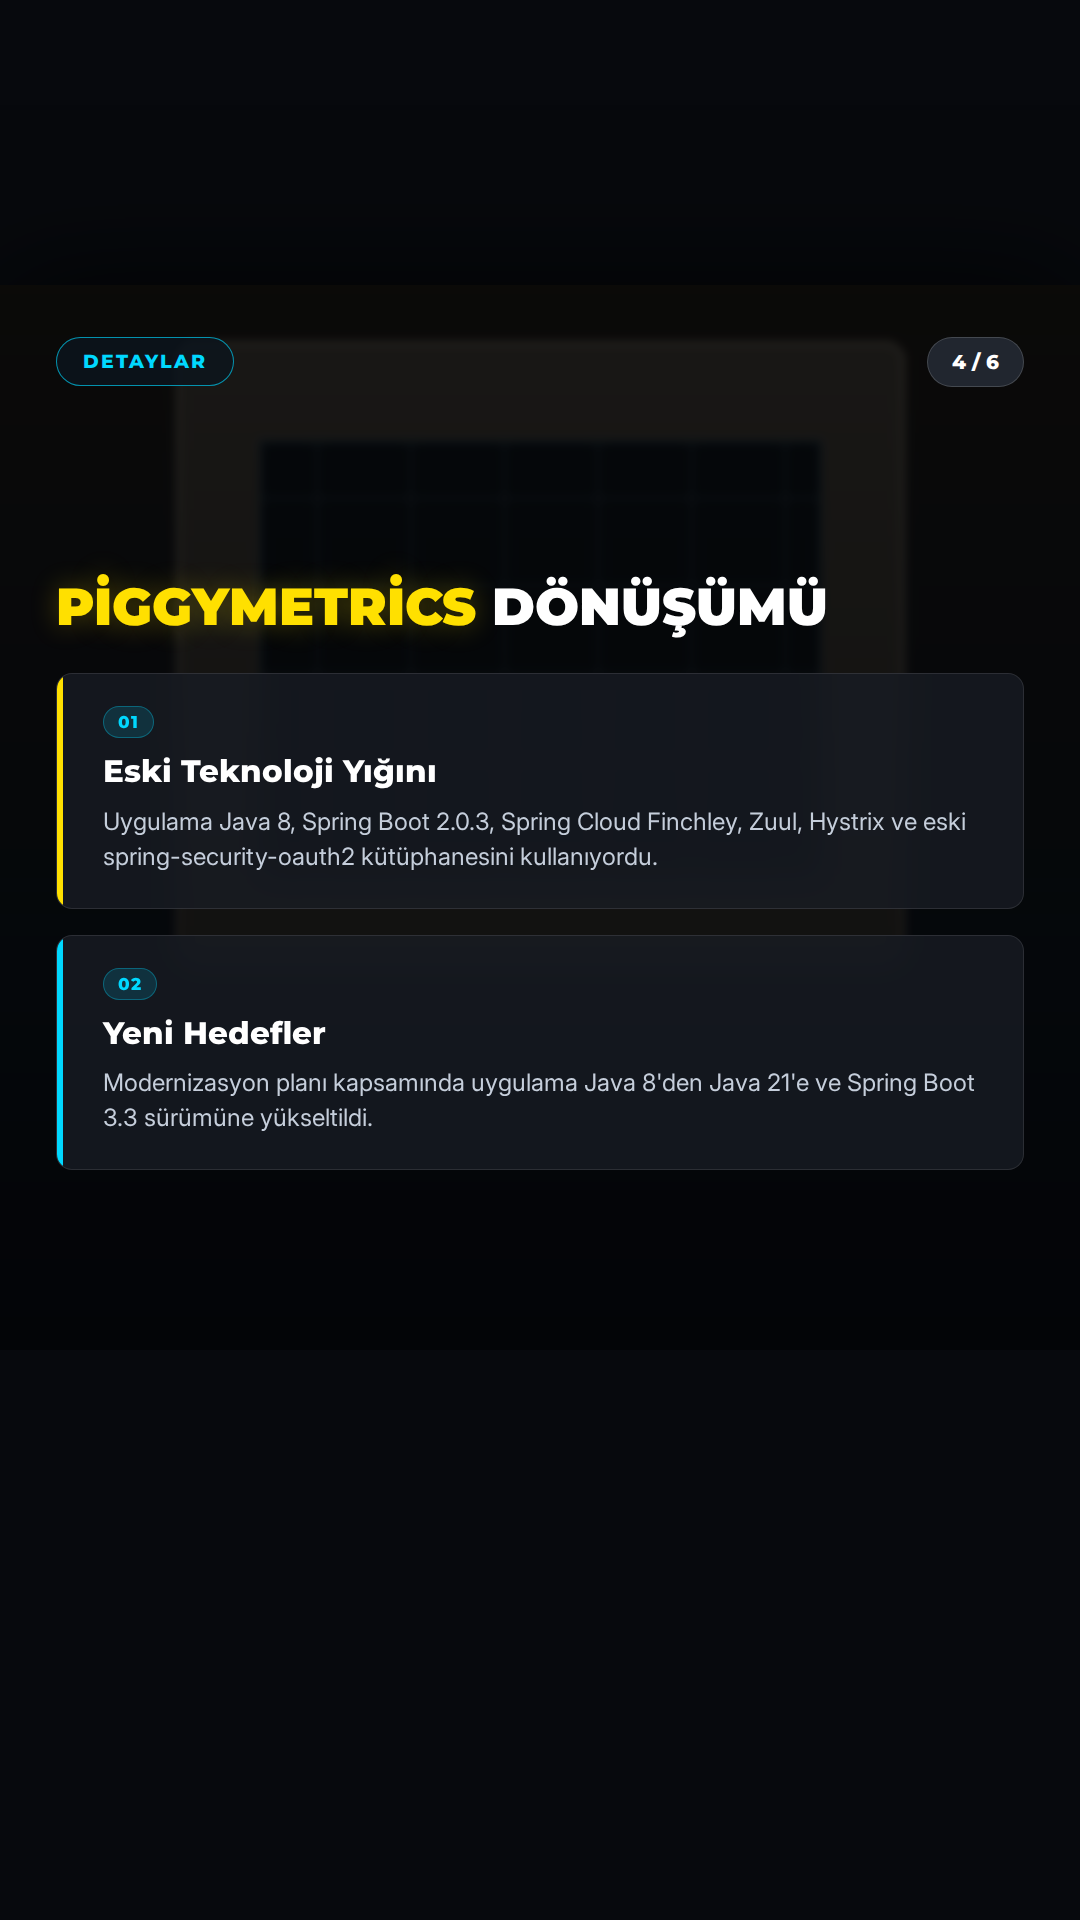 DETAYLAR
4 / 6
PİGGYMETRİCS DÖNÜŞÜMÜ
01
Eski Teknoloji Yığını
Uygulama Java 8, Spring Boot 2.0.3, Spring Cloud Finchley, Zuul, Hystrix ve eski
spring-security-oauth2 kütüphanesini kullanıyordu.
02
Yeni Hedefler
Modernizasyon planı kapsamında uygulama Java 8'den Java 21'e ve Spring Boot
3.3 sürümüne yükseltildi.